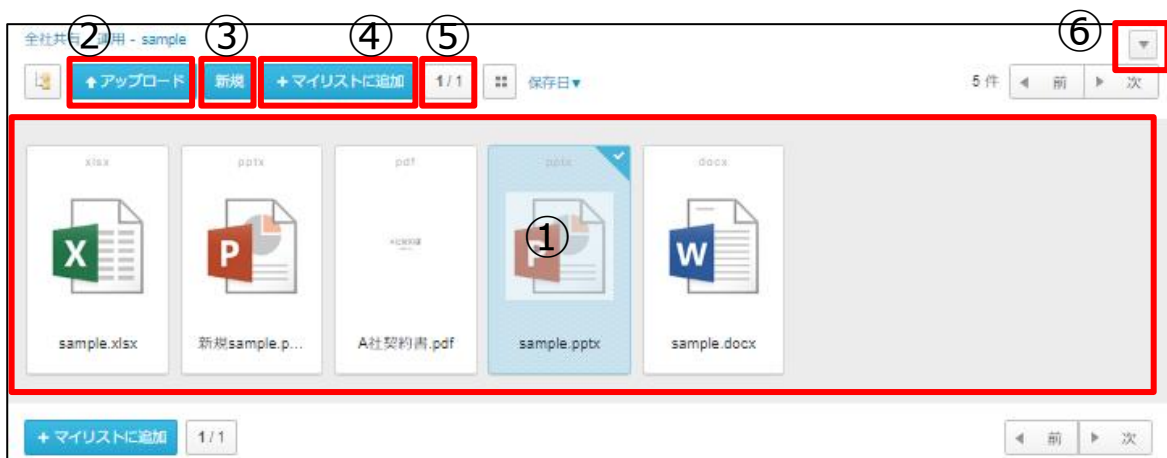 全社共有 運用 - sample
② ③ ④ ⑤ ⑥
アップロード 新規 +マイリストに追加 1/1 保存日▼ 5 件 ◀ 前 ▶ 次
xlsx pptx pdf pptx docx
X P ① P W
sample.xlsx 新規sample.p... A社契約書.pdf sample.pptx sample.docx
+マイリストに追加 1/1 ◀ 前 ▶ 次